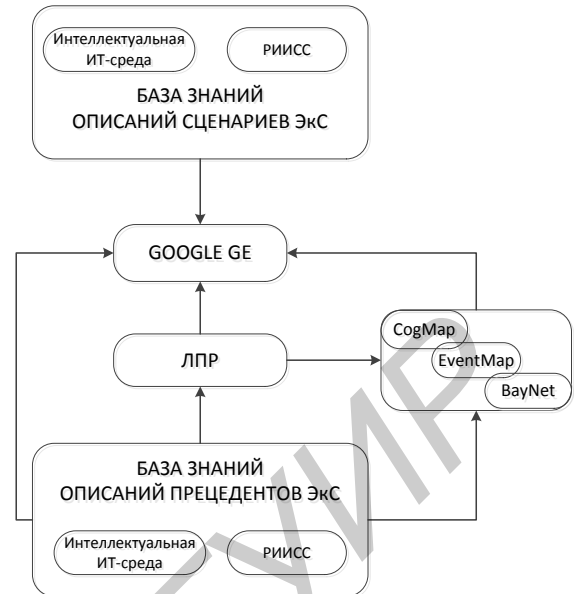 Интеллектуальная
ИТ-среда
РИИСС
БАЗА ЗНАНИЙ
ОПИСАНИЙ СЦЕНАРИЕВ ЭкС
GOOGLE GE
CogMap
ЛПР
EventMap
BayNet
БАЗА ЗНАНИЙ
ОПИСАНИЙ ПРЕЦЕДЕНТОВ ЭкС
Интеллектуальная
ИТ-среда
РИИСС
ГУИР